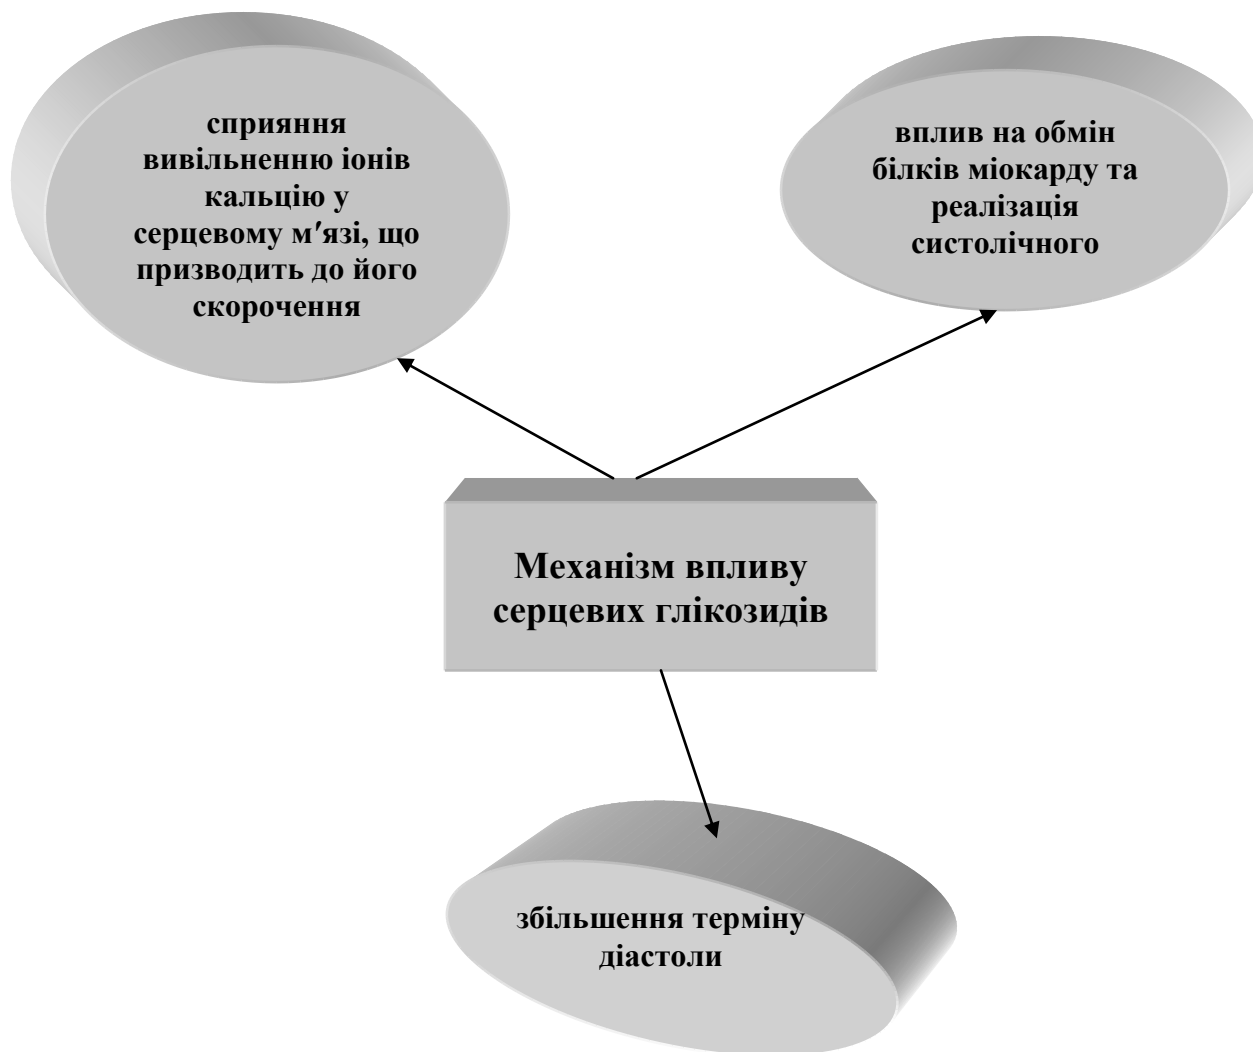 сприяння
вивільненню іонів
кальцію у
серцевому м′язі, що
призводить до його
скорочення
вплив на обмін
білків міокарду та
реалізація
систолічного
Механізм впливу
серцевих глікозидів
збільшення терміну
діастоли